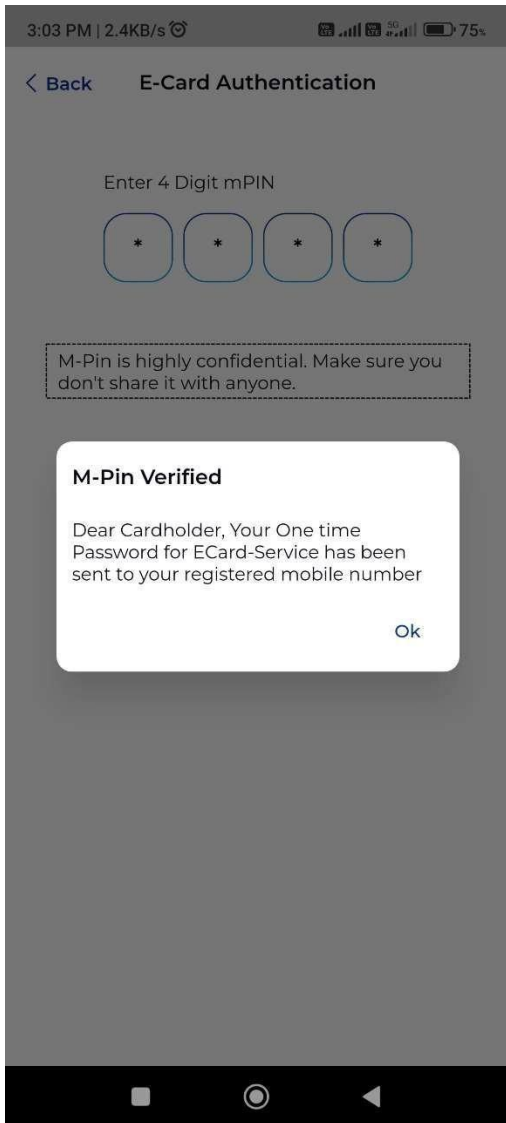 3:03 PM | 2.4KB/s
5G
75%
Back
E-Card Authentication
Enter 4 Digit mPIN
* * * *
M-Pin is highly confidential. Make sure you
don't share it with anyone.
M-Pin Verified
Dear Cardholder, Your One time
Password for ECard-Service has been
sent to your registered mobile number
Ok